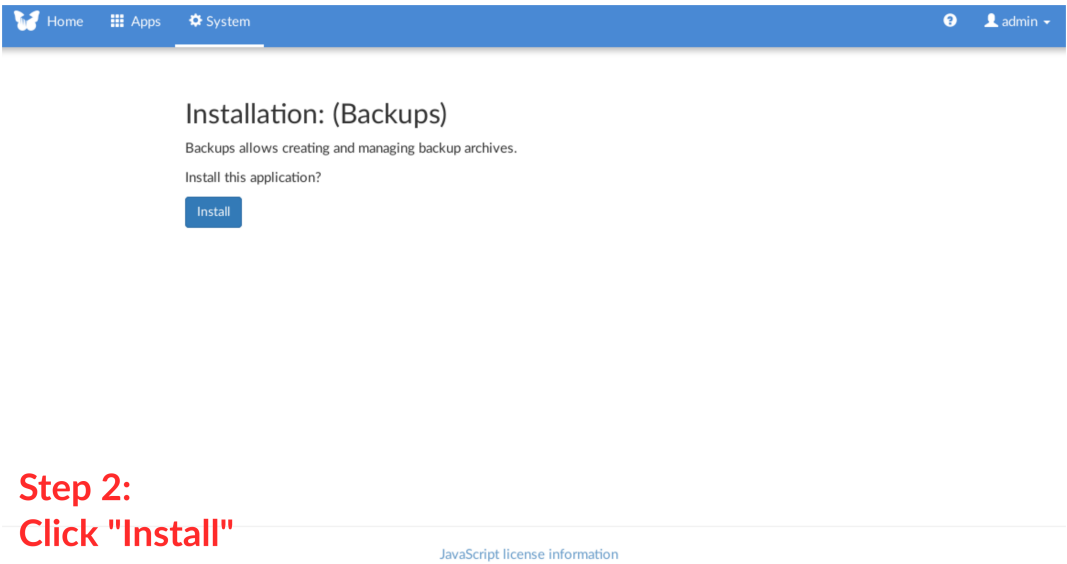 Home Apps System admin
Installation: (Backups)
Backups allows creating and managing backup archives.
Install this application?
Install
Step 2:
Click "Install"
JavaScript license information